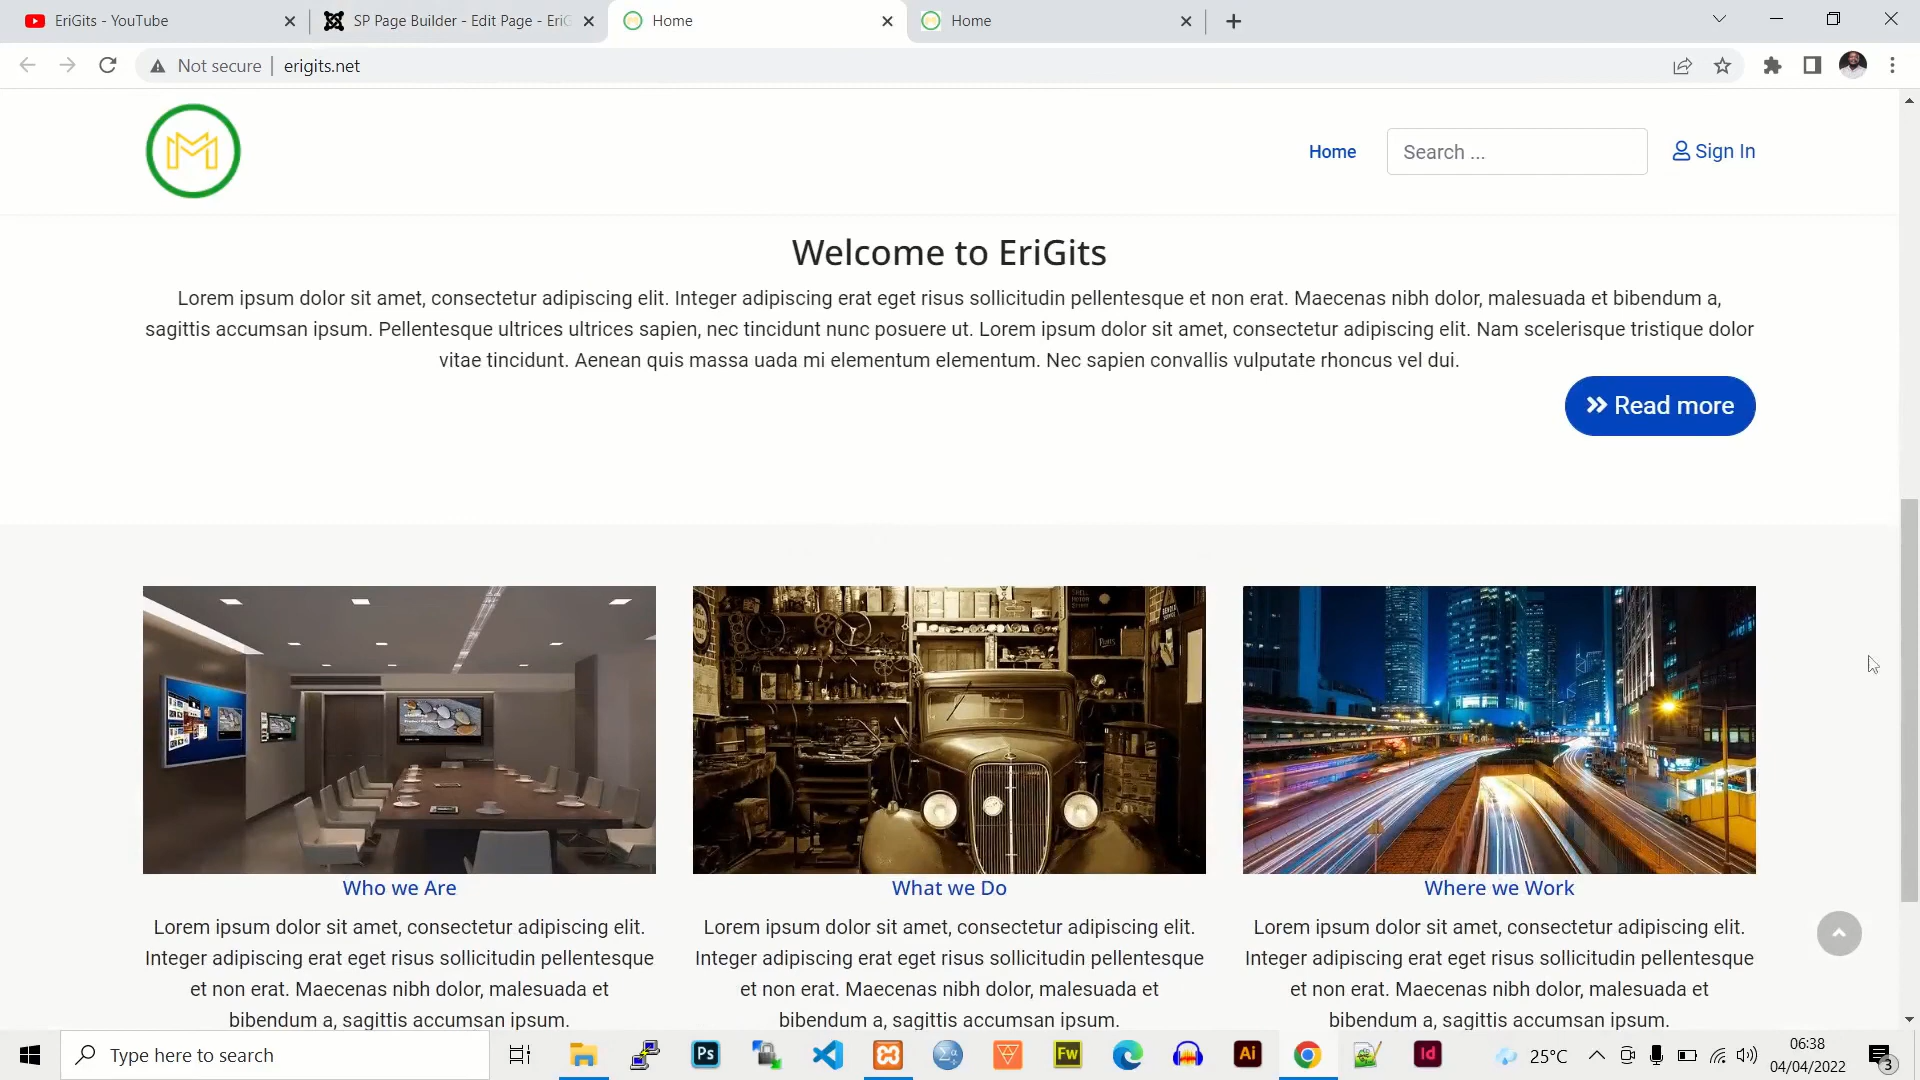 EriGits - YouTube
SP Page Builder - Edit Page - EriG
Home
Home
Not secure
erigits.net
M
Home
Search ...
Sign In
Welcome to EriGits
Lorem ipsum dolor sit amet, consectetur adipiscing elit. Integer adipiscing erat eget risus sollicitudin pellentesque et non erat. Maecenas nibh dolor, malesuada et bibendum a,
sagittis accumsan ipsum. Pellentesque ultrices ultrices sapien, nec tincidunt nunc posuere ut. Lorem ipsum dolor sit amet, consectetur adipiscing elit. Nam scelerisque tristique dolor
vitae tincidunt. Aenean quis massa uada mi elementum elementum. Nec sapien convallis vulputate rhoncus vel dui.
Read more
Who we Are
Lorem ipsum dolor sit amet, consectetur adipiscing elit.
Integer adipiscing erat eget risus sollicitudin pellentesque
et non erat. Maecenas nibh dolor, malesuada et
bibendum a, sagittis accumsan ipsum.
What we Do
Lorem ipsum dolor sit amet, consectetur adipiscing elit.
Integer adipiscing erat eget risus sollicitudin pellentesque
et non erat. Maecenas nibh dolor, malesuada et
bibendum a, sagittis accumsan ipsum.
Where we Work
Lorem ipsum dolor sit amet, consectetur adipiscing elit.
Integer adipiscing erat eget risus sollicitudin pellentesque
et non erat. Maecenas nibh dolor, malesuada et
bibendum a, sagittis accumsan ipsum.
Type here to search
Ps
Σα
Fw
Ai
Id
25°C
06:38
04/04/2022
3